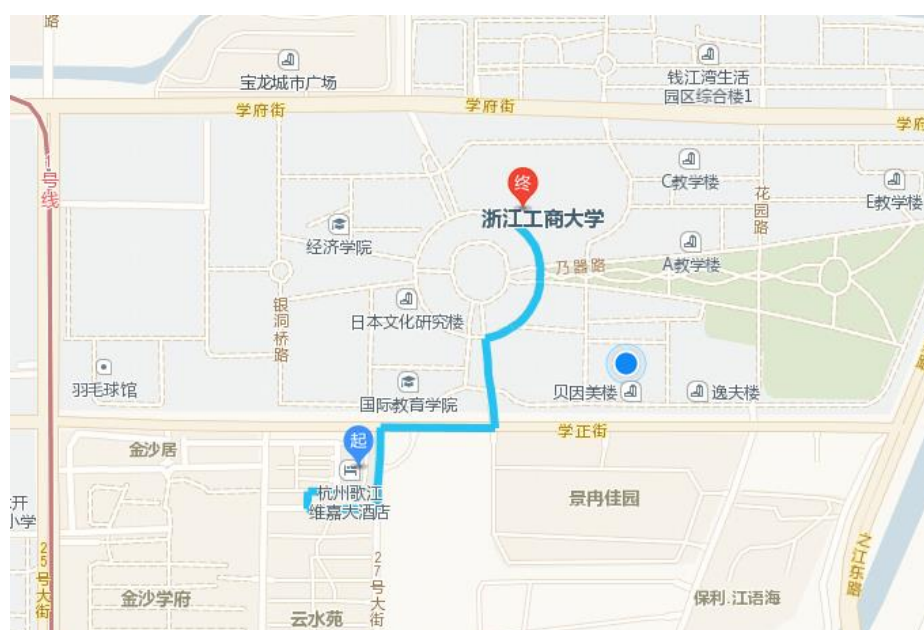 路
宝龙城市广场
钱江湾生活
园区综合楼1
学府街
学府街
学府
1号线
终
C教学楼
花园路
E教学楼
浙江工商大学
经济学院
乃器路
A教学楼
银洞桥路
日本文化研究楼
羽毛球馆
国际教育学院
贝因美楼
逸夫楼
学正街
金沙居
起
杭州歌江
维嘉大酒店
开
小学
景冉佳园
25号大街
27号大街
之江东路
金沙学府
云水苑
保利.江语海